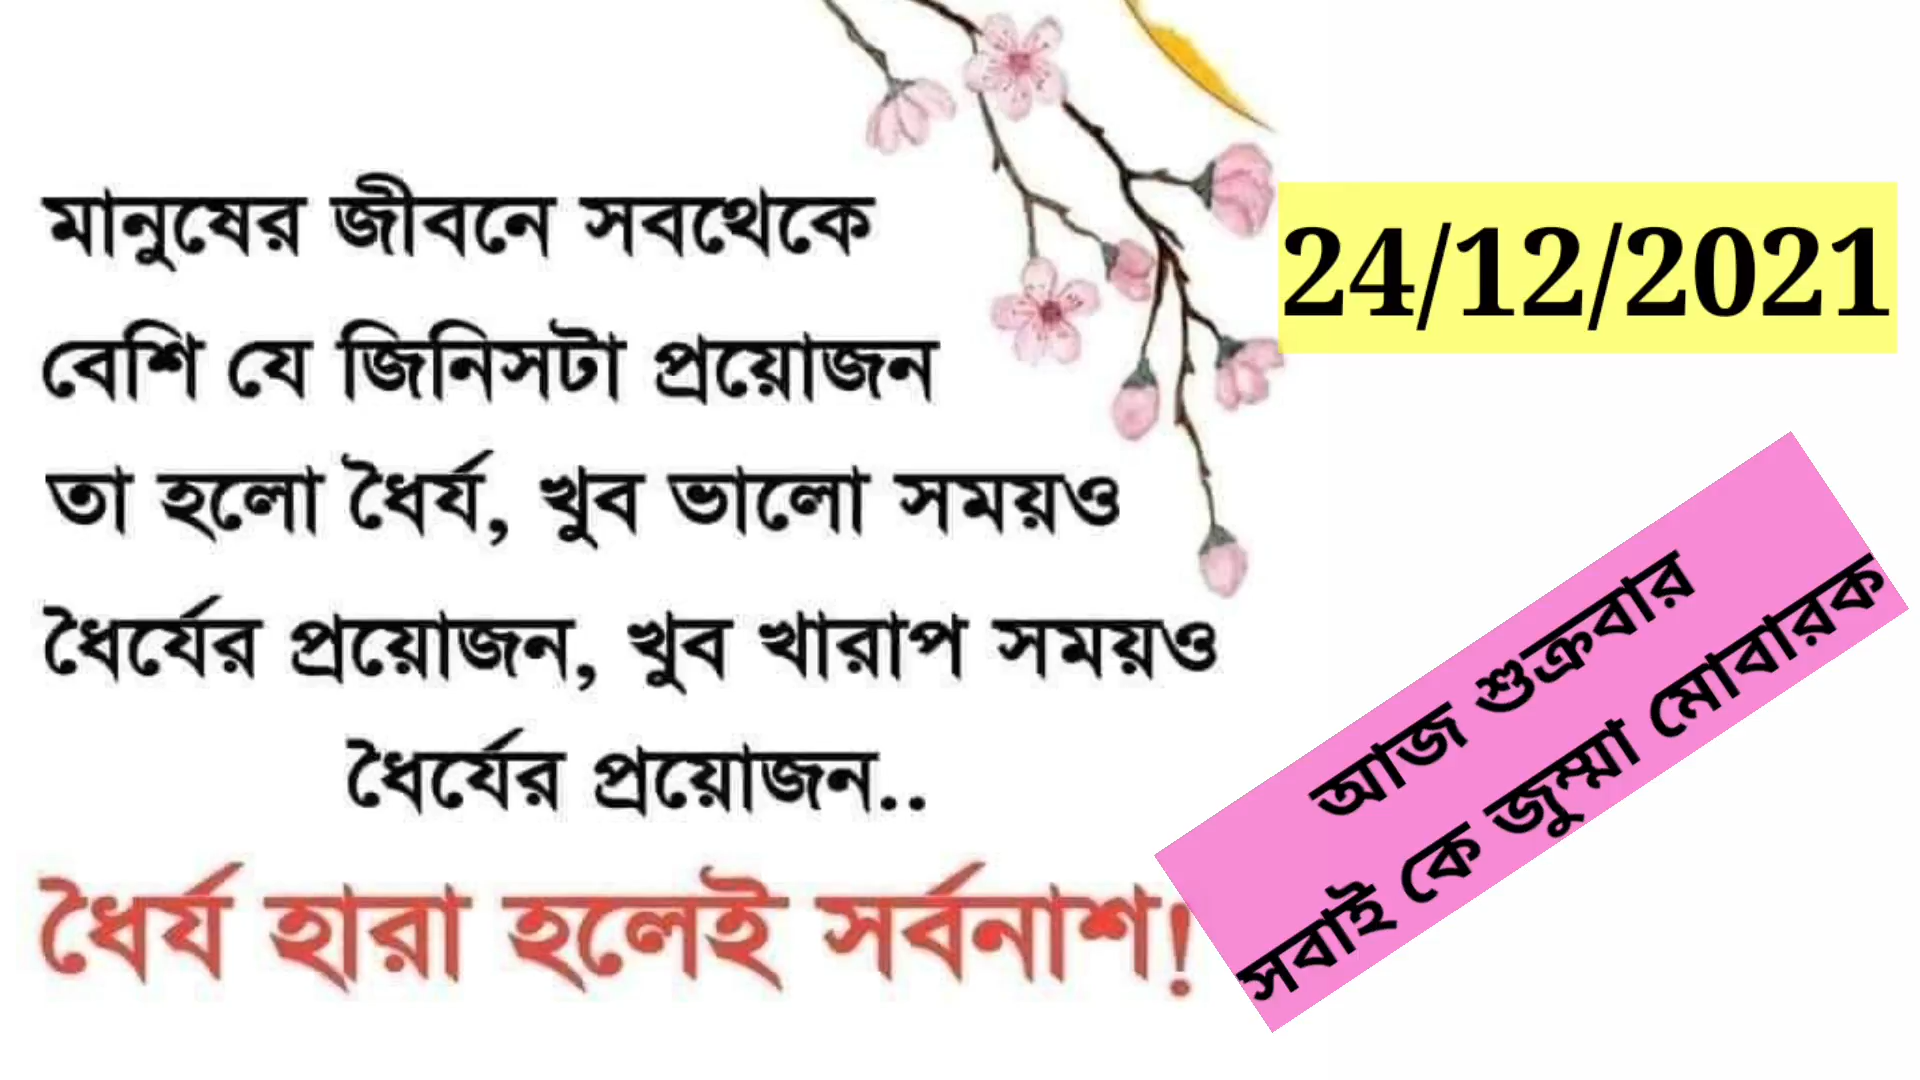 মানুষের জীবনে সবথেকে
বেশি যে জিনিসটা প্রয়োজন
তা হলো ধৈর্য, খুব ভালো সময়ও
ধৈর্যের প্রয়োজন, খুব খারাপ সময়ও
ধৈর্যের প্রয়োজন..
ধৈর্য হারা হলেই সর্বনাশ!
24/12/2021
আজ শুক্রবার
সবাই কে জুম্মা মোবারক